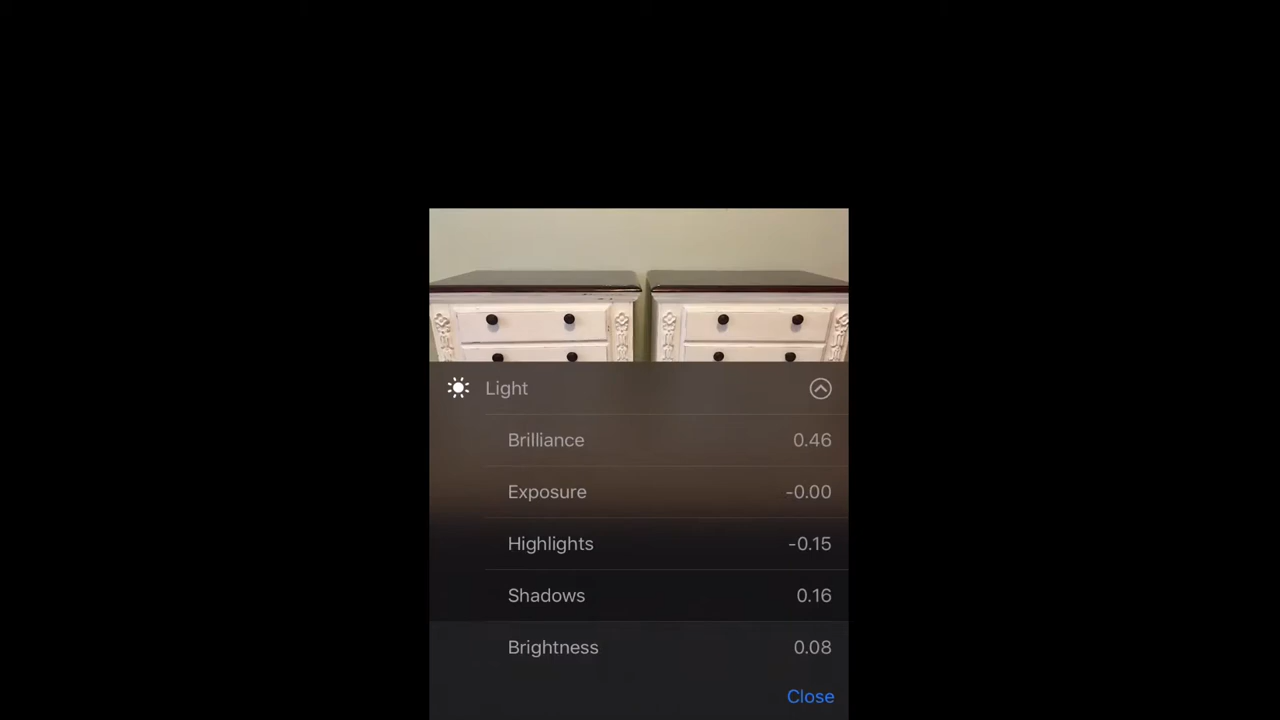 Light
Brilliance 0.46
Exposure -0.00
Highlights -0.15
Shadows 0.16
Brightness 0.08
Close